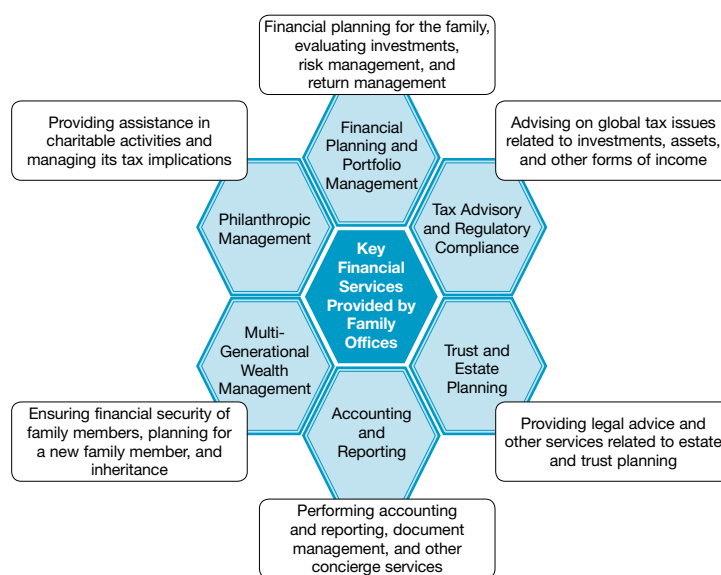 Financial planning for the family,
evaluating investments,
risk management, and
return management
Providing assistance in
charitable activities and
managing its tax implications
Advising on global tax issues
related to investments, assets,
and other forms of income
Financial
Planning and
Portfolio
Management
Philanthropic
Management
Tax Advisory
and Regulatory
Compliance
Key
Financial
Services
Provided by
Family
Offices
Multi-
Generational
Wealth
Management
Trust and
Estate
Planning
Accounting
and
Reporting
Ensuring financial security of
family members, planning for
a new family member, and
inheritance
Providing legal advice and
other services related to estate
and trust planning
Performing accounting
and reporting, document
management, and other
concierge services